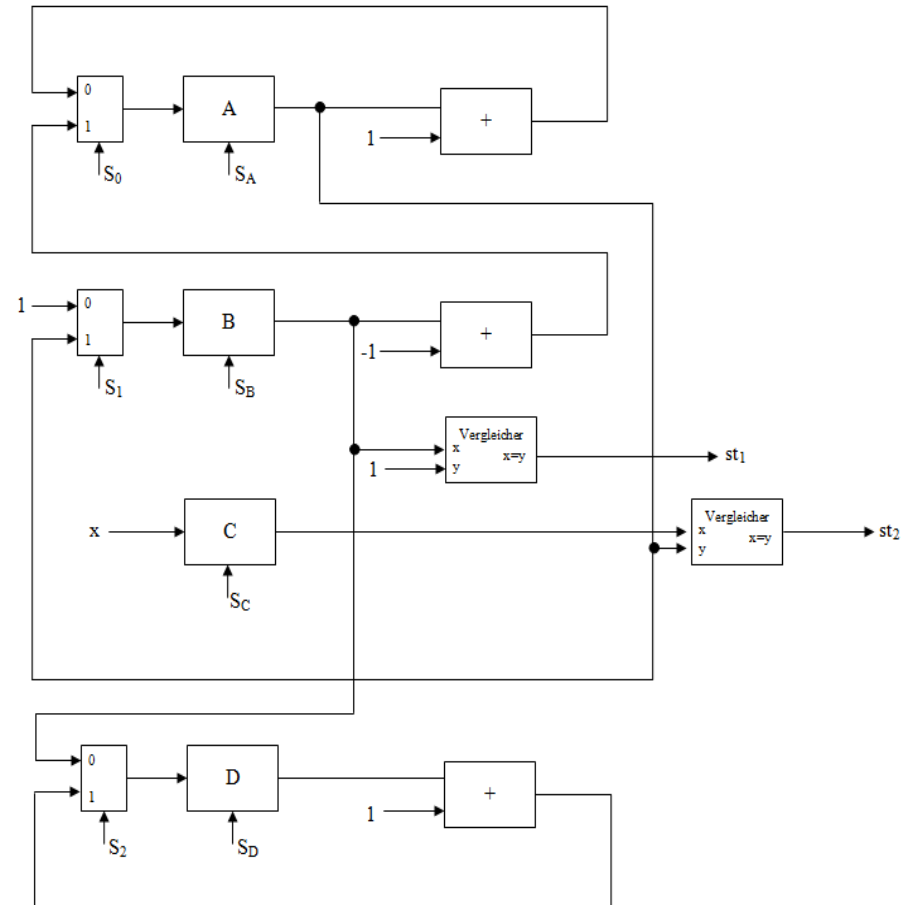 0
A
+
1
1
S0
SA
1
0
B
+
1
-1
S1
SB
Vergleicher
x
x=y
st1
1
y
Vergleicher
x
C
x
x=y
st2
y
SC
0
D
+
1
1
S2
SD